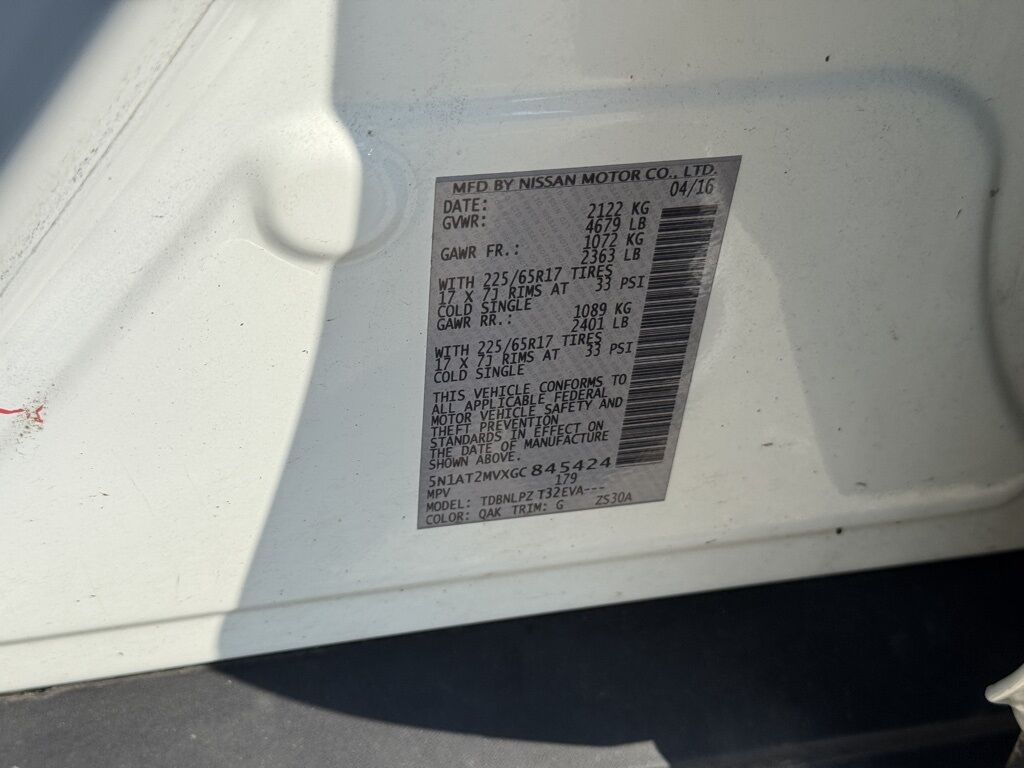 MFD BY NISSAN MOTOR CO., LTD.
DATE: 04/16
GVWR: 2122 KG
4679 LB
GAWR FR.: 1072 KG
2363 LB
WITH 225/65R17 TIRES
17 X 7J RIMS AT 33 PSI
COLD SINGLE
GAWR RR.: 1089 KG
2401 LB
WITH 225/65R17 TIRES
17 X 7J RIMS AT 33 PSI
COLD SINGLE
THIS VEHICLE CONFORMS TO
ALL APPLICABLE FEDERAL
MOTOR VEHICLE SAFETY AND
THEFT PREVENTION
STANDARDS IN EFFECT ON
THE DATE OF MANUFACTURE
SHOWN ABOVE.
5N1AT2MVXGC845424
MPV 179
MODEL: TDBNLPZ T32EVA--- ZS30A
COLOR: QAK TRIM: G